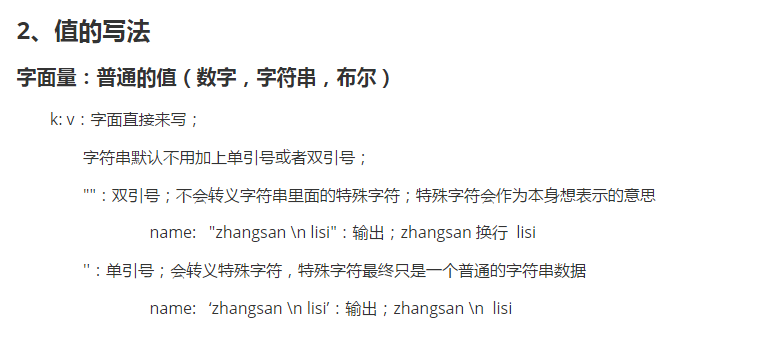 2、值的写法
字面量：普通的值（数字，字符串，布尔）
k: v：字面直接来写；
字符串默认不用加上单引号或者双引号；
""：双引号；不会转义字符串里面的特殊字符；特殊字符会作为本身想表示的意思
name: "zhangsan \n lisi"：输出；zhangsan 换行 lisi
''：单引号；会转义特殊字符，特殊字符最终只是一个普通的字符串数据
name: ‘zhangsan \n lisi’：输出；zhangsan \n lisi